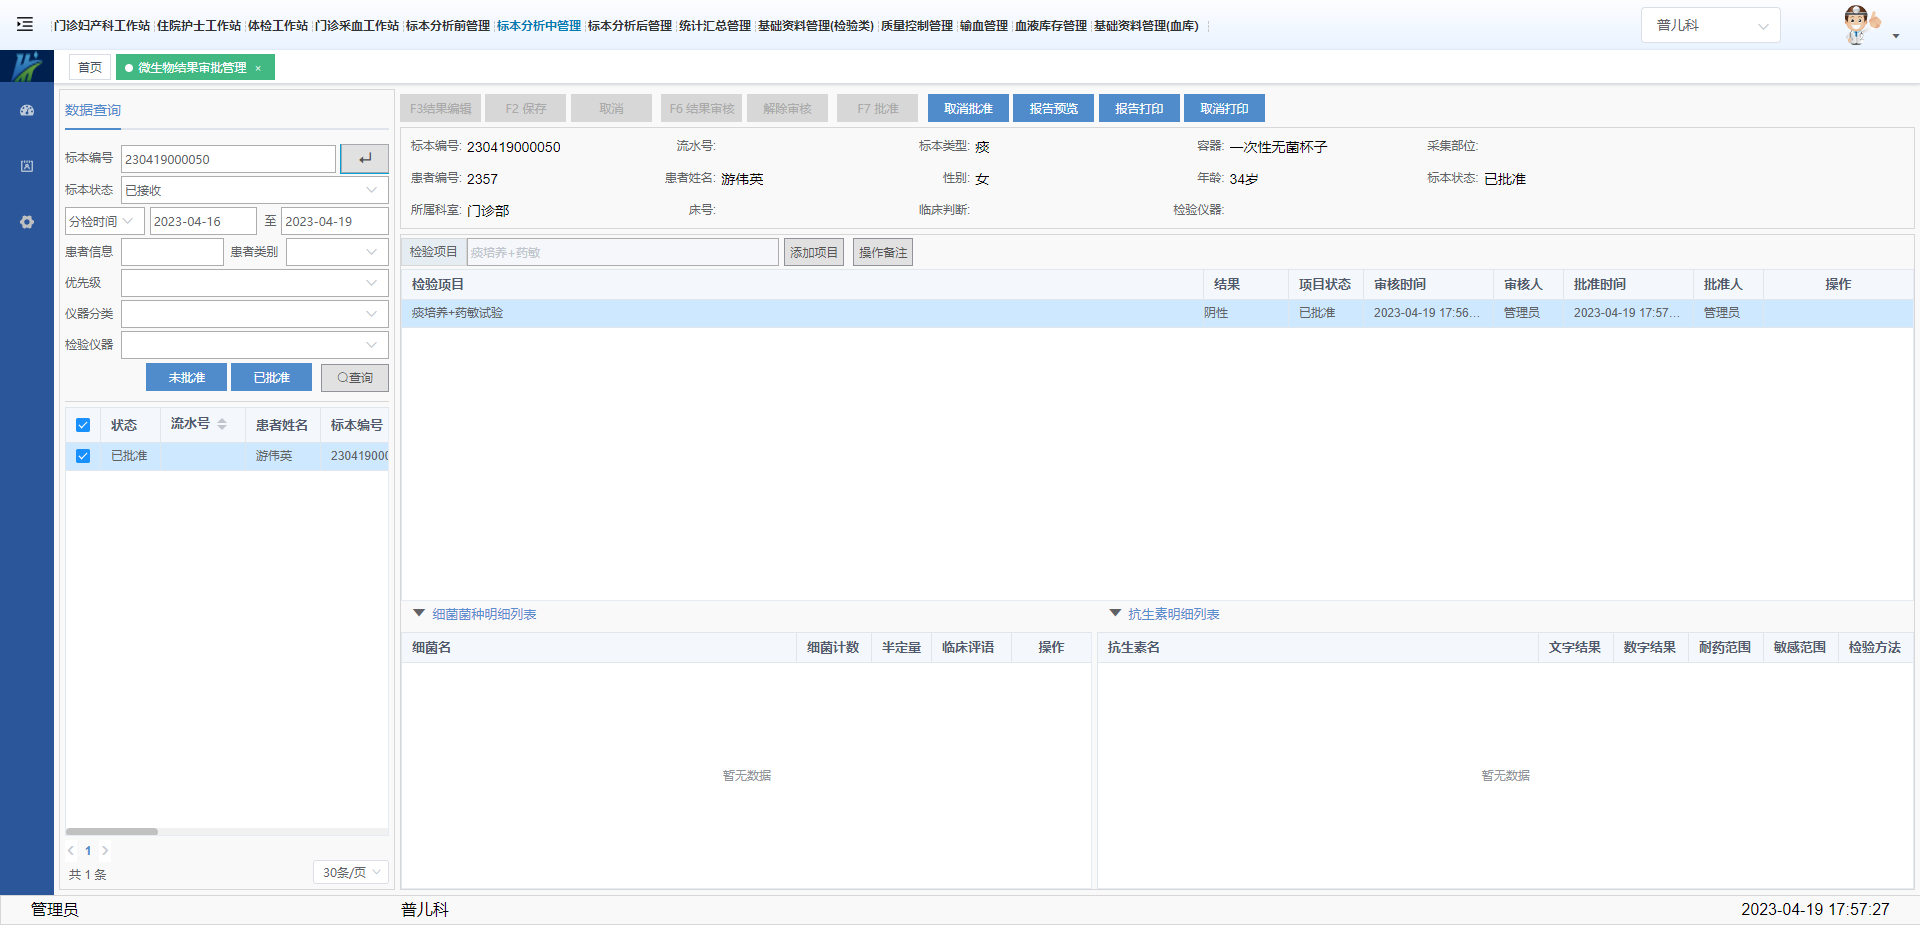 门诊妇产科工作站 住院护士工作站 体检工作站 门诊采血工作站 标本分析前管理 标本分析中管理 标本分析后管理 统计汇总管理 基础资料管理(检验类) 质量控制管理 输血管理 血液库存管理 基础资料管理(血库) 普儿科
首页 微生物结果审批管理 ×
数据查询
标本编号 230419000050
标本状态 已接收
分检时间 2023-04-16 至 2023-04-19
患者信息 患者类别
优先级
仪器分类
检验仪器
未批准 已批准 查询
状态 流水号 患者姓名 标本编号
已批准 游伟英 23041900
1
共 1 条 30条/页
F3结果编辑 F2 保存 取消 F6 结果审核 解除审核 F7 批准 取消批准 报告预览 报告打印 取消打印
标本编号: 230419000050 流水号: 标本类型: 痰 容器: 一次性无菌杯子 采集部位:
患者编号: 2357 患者姓名: 游伟英 性别: 女 年龄: 34岁 标本状态: 已批准
所属科室: 门诊部 床号: 临床判断: 检验仪器:
检验项目 痰培养+药敏 添加项目 操作备注
检验项目 结果 项目状态 审核时间 审核人 批准时间 批准人 操作
痰培养+药敏试验 阴性 已批准 2023-04-19 17:56... 管理员 2023-04-19 17:57... 管理员
细菌菌种明细列表
细菌名 细菌计数 半定量 临床评语 操作
暂无数据
抗生素明细列表
抗生素名 文字结果 数字结果 耐药范围 敏感范围 检验方法
暂无数据
管理员 普儿科 2023-04-19 17:57:27